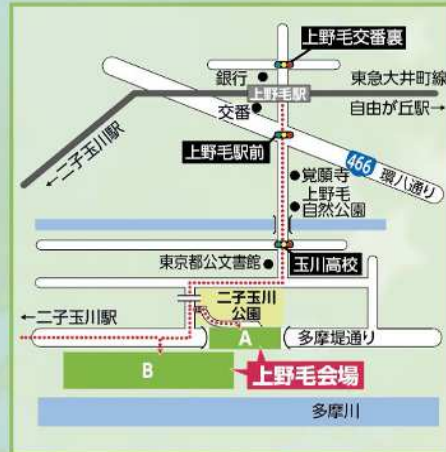 上野毛交番裏
銀行
東急大井町線
上野毛駅
交番
自由が丘駅→
←二子玉川駅
上野毛駅前
466
環八通り
覚願寺
上野毛
自然公園
東京都公文書館
玉川高校
二子玉川
公園
←二子玉川駅
A
多摩堤通り
B
上野毛会場
多摩川